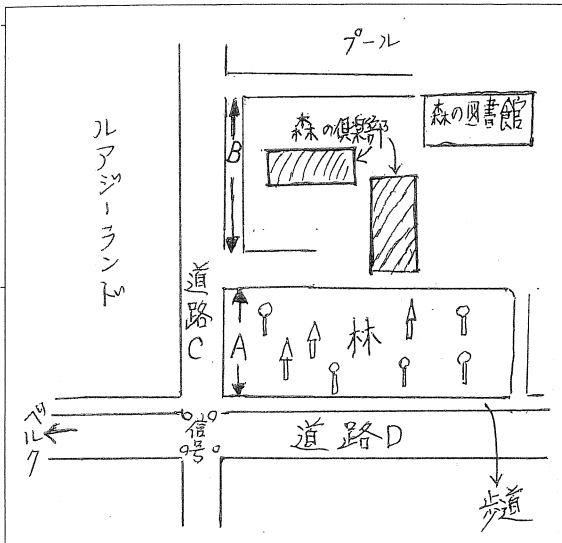 プール
ルアジーランド
森の倶楽部
森の図書館
B
道路C
A
林
ベルク
信号
道路D
歩道